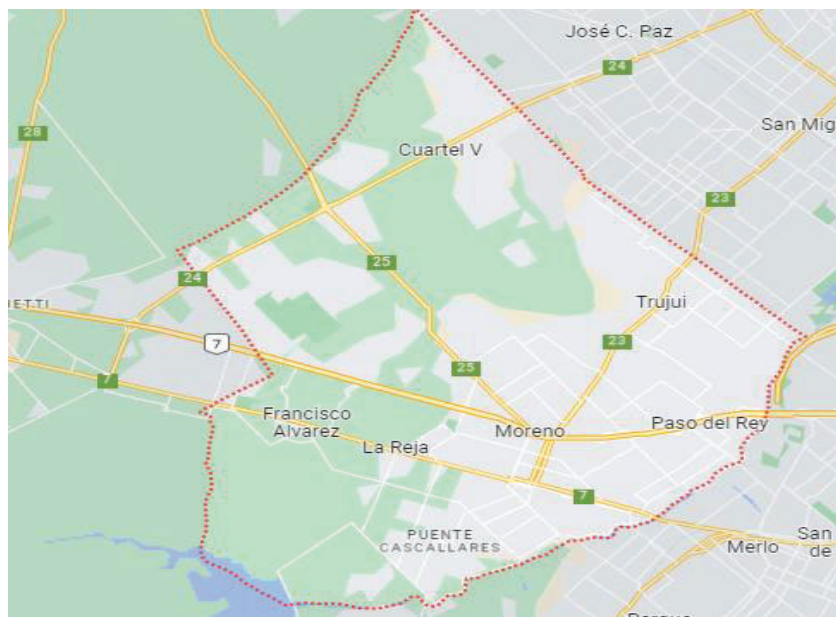 José C. Paz
24
28
Cuartel V
San Mig
23
25
24
Trujui
ETTI
7
23
25
7
Francisco
Alvarez
Moreno
Paso del Rey
La Reja
7
PUENTE
CASCALLARES
Merlo
San
de